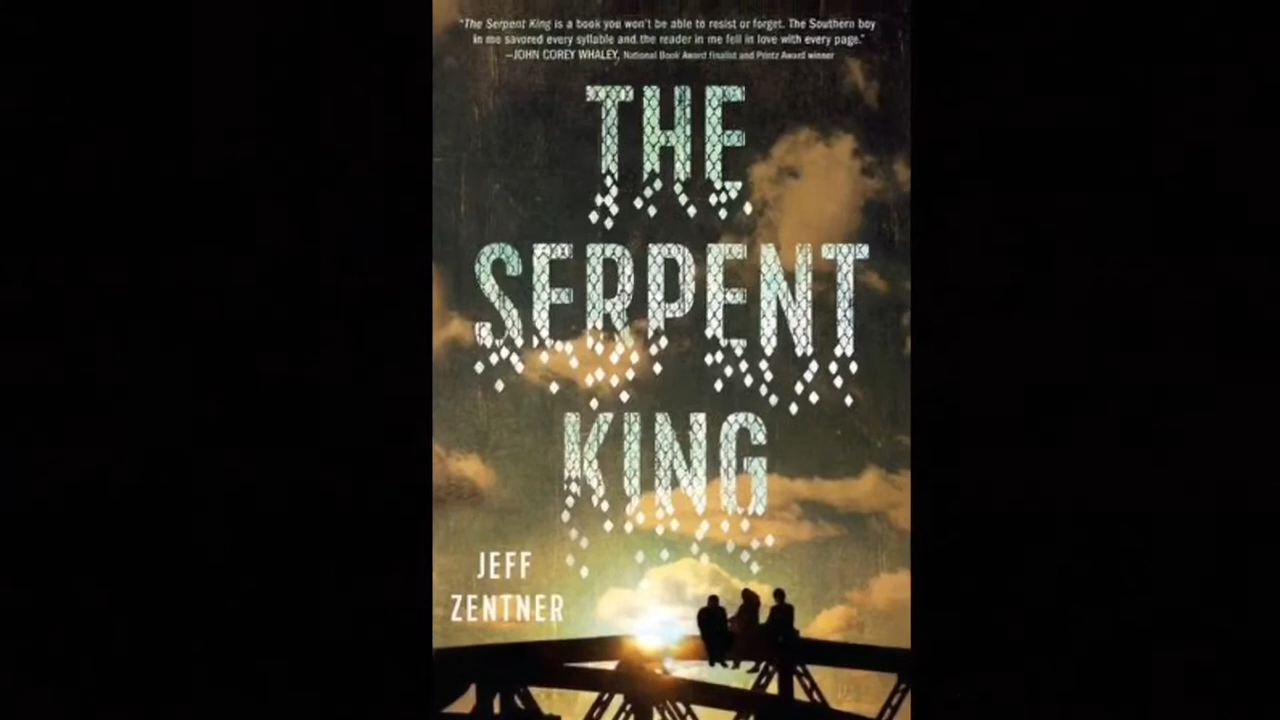 "The Serpent King is a book you won't be able to resist or forget. The Southern boy
in me savored every syllable and the reader in me fell in love with every page."
—JOHN COREY WHALEY, National Book Award finalist and Printz Award winner
THE
SERPENT
KING
JEFF
ZENTNER